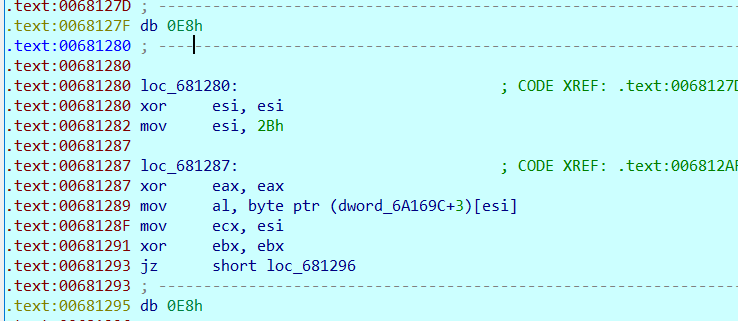 .text:0068127D ; ---------------------------------------------------------------
.text:0068127F db 0E8h
.text:00681280 ; ---------------------------------------------------------------
.text:00681280
.text:00681280 loc_681280: ; CODE XREF: .text:0068127D
.text:00681280 xor esi, esi
.text:00681282 mov esi, 2Bh
.text:00681287
.text:00681287 loc_681287: ; CODE XREF: .text:006812A
.text:00681287 xor eax, eax
.text:00681289 mov al, byte ptr (dword_6A169C+3)[esi]
.text:0068128F mov ecx, esi
.text:00681291 xor ebx, ebx
.text:00681293 jz short loc_681296
.text:00681293 ; ---------------------------------------------------------------
.text:00681295 db 0E8h